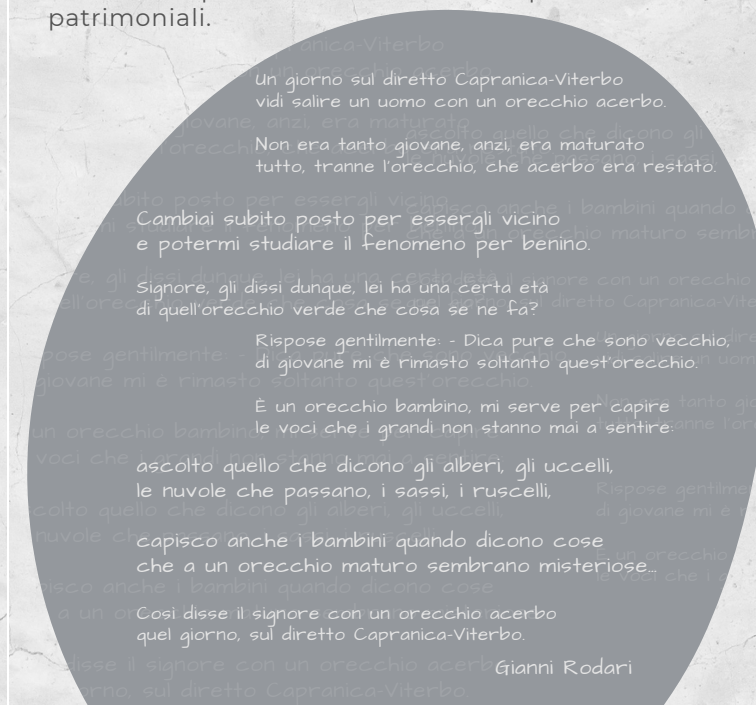 patrimoniali.
Un giorno sul diretto Capranica-Viterbo
vidi salire un uomo con un orecchio acerbo.
Non era tanto giovane, anzi, era maturato
tutto, tranne l'orecchio, che acerbo era restato.
Cambiai subito posto per essergli vicino
e potermi studiare il fenomeno per benino.
Signore, gli dissi dunque, lei ha una certa età
di quell'orecchio verde che cosa se ne fa?
Rispose gentilmente: - Dica pure che sono vecchio,
di giovane mi è rimasto soltanto quest'orecchio.
È un orecchio bambino, mi serve per capire
le voci che i grandi non stanno mai a sentire:
ascolto quello che dicono gli alberi, gli uccelli,
le nuvole che passano, i sassi, i ruscelli,
capisco anche i bambini quando dicono cose
che a un orecchio maturo sembrano misteriose...
Così disse il signore con un orecchio acerbo
quel giorno, sul diretto Capranica-Viterbo.
Gianni Rodari